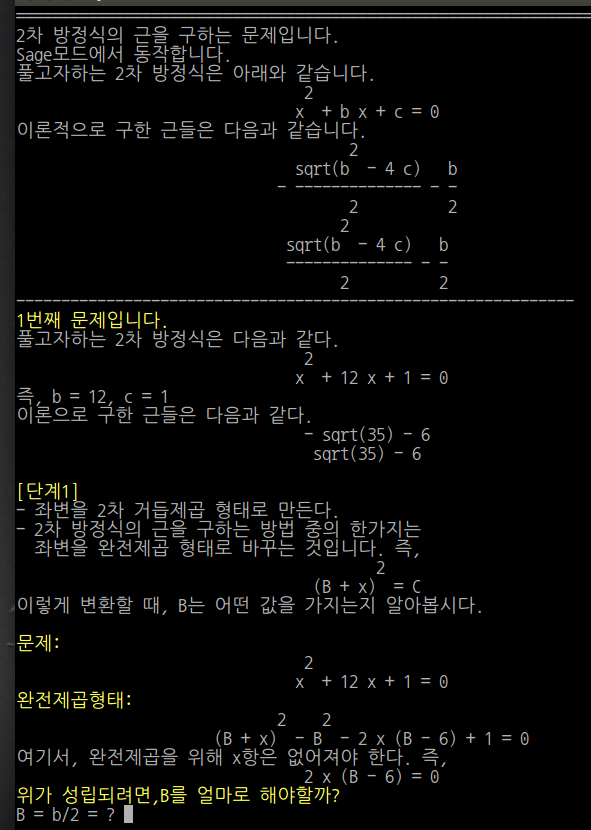 ==============================================================
2차 방정식의 근을 구하는 문제입니다.
Sage모드에서 동작합니다.
풀고자하는 2차 방정식은 아래와 같습니다.
2
x + b x + c = 0
이론적으로 구한 근들은 다음과 같습니다.
2
sqrt(b - 4 c) b
- -------------- - -
2 2
2
sqrt(b - 4 c) b
-------------- - -
2 2
--------------------------------------------------------------
1번째 문제입니다.
풀고자하는 2차 방정식은 다음과 같다.
2
x + 12 x + 1 = 0
즉, b = 12, c = 1
이론으로 구한 근들은 다음과 같다.
- sqrt(35) - 6
sqrt(35) - 6
[단계1]
- 좌변을 2차 거듭제곱 형태로 만든다.
- 2차 방정식의 근을 구하는 방법 중의 한가지는
좌변을 완전제곱 형태로 바꾸는 것입니다. 즉,
2
(B + x) = C
이렇게 변환할 때, B는 어떤 값을 가지는지 알아봅시다.
문제:
2
x + 12 x + 1 = 0
완전제곱형태:
2 2
(B + x) - B - 2 x (B - 6) + 1 = 0
여기서, 완전제곱을 위해 x항은 없어져야 한다. 즉,
2 x (B - 6) = 0
위가 성립되려면,B를 얼마로 해야할까?
B = b/2 = ?